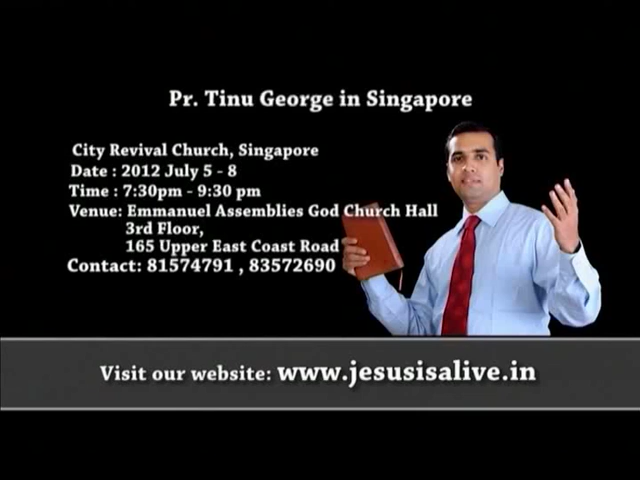 Pr. Tinu George in Singapore
City Revival Church, Singapore
Date : 2012 July 5 - 8
Time : 7:30pm - 9:30 pm
Venue: Emmanuel Assemblies God Church Hall
3rd Floor,
165 Upper East Coast Road
Contact: 81574791 , 83572690
Visit our website: www.jesusisalive.in